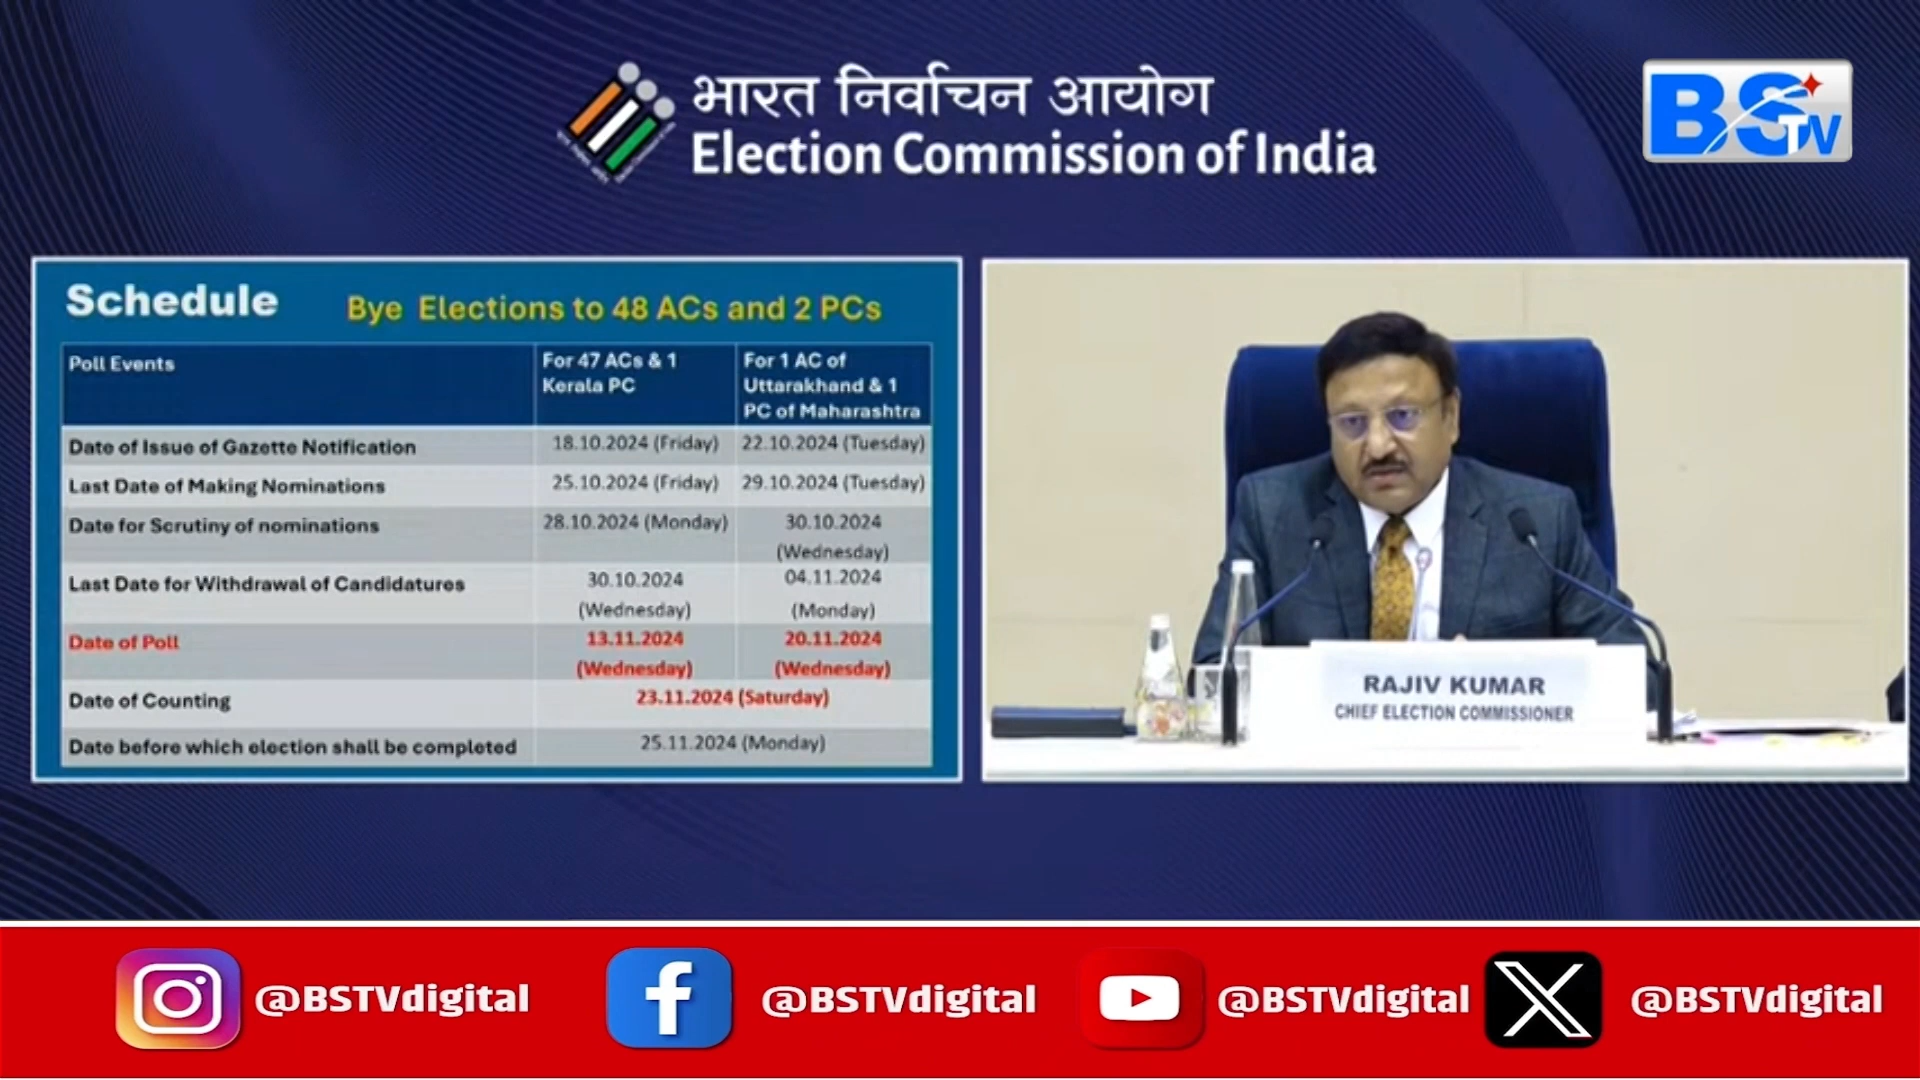 भारत निर्वाचन आयोग
Election Commission of India
BSTV
Schedule
Bye Elections to 48 ACs and 2 PCs
Poll Events
For 47 ACs & 1
Kerala PC
For 1 AC of
Uttarakhand & 1
PC of Maharashtra
Date of Issue of Gazette Notification
18.10.2024 (Friday)
22.10.2024 (Tuesday)
Last Date of Making Nominations
25.10.2024 (Friday)
29.10.2024 (Tuesday)
Date for Scrutiny of nominations
28.10.2024 (Monday)
30.10.2024
(Wednesday)
Last Date for Withdrawal of Candidatures
30.10.2024
(Wednesday)
04.11.2024
(Monday)
Date of Poll
13.11.2024
(Wednesday)
20.11.2024
(Wednesday)
Date of Counting
23.11.2024 (Saturday)
Date before which election shall be completed
25.11.2024 (Monday)
RAJIV KUMAR
CHIEF ELECTION COMMISSIONER
@BSTVdigital
@BSTVdigital
@BSTVdigital
@BSTVdigital